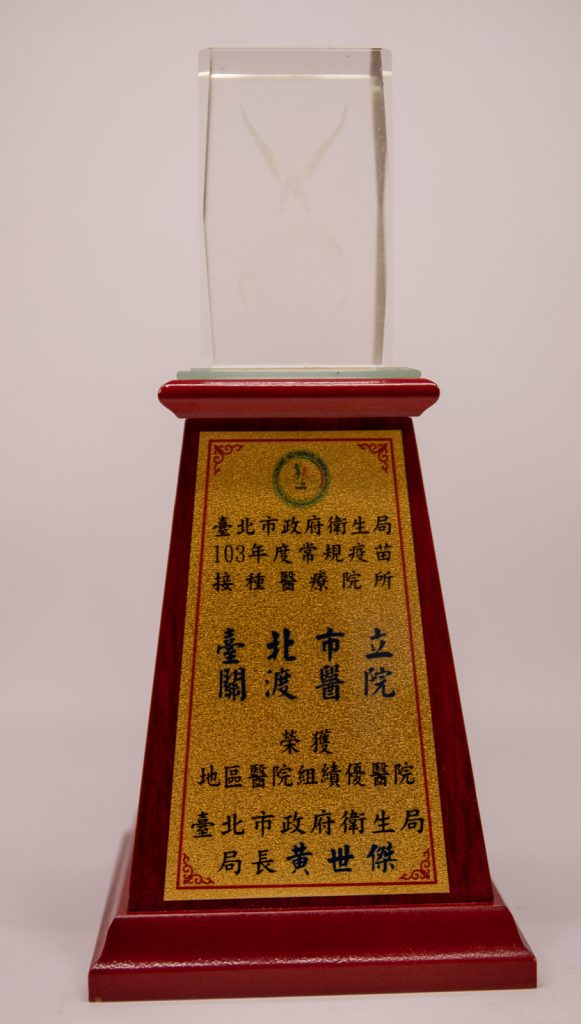 臺北市政府衛生局
103年度常規疫苗
接種醫療院所
臺北市立
關渡醫院
榮獲
地區醫院組績優醫院
臺北市政府衛生局
局長黃世傑